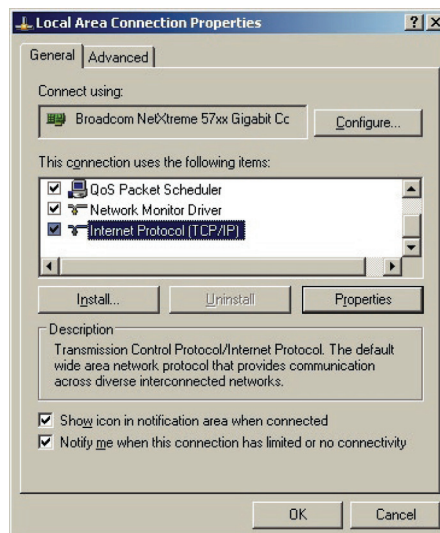 Local Area Connection Properties
General
Advanced
Connect using:
Broadcom NetXtreme 57xx Gigabit Cc
Configure...
This connection uses the following items:
QoS Packet Scheduler
Network Monitor Driver
Internet Protocol (TCP/IP)
Install...
Uninstall
Properties
Description
Transmission Control Protocol/Internet Protocol. The default
wide area network protocol that provides communication
across diverse interconnected networks.
Show icon in notification area when connected
Notify me when this connection has limited or no connectivity
OK
Cancel